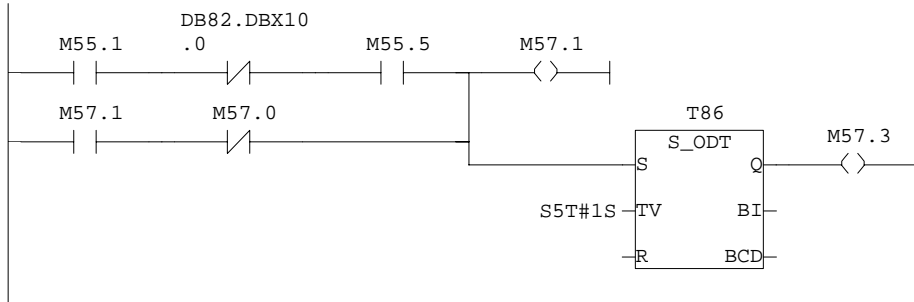 DB82.DBX10
M55.1 .0 M55.5 M57.1
M57.1 M57.0 T86
S_ODT M57.3
S Q
S5T#1S TV BI
R BCD